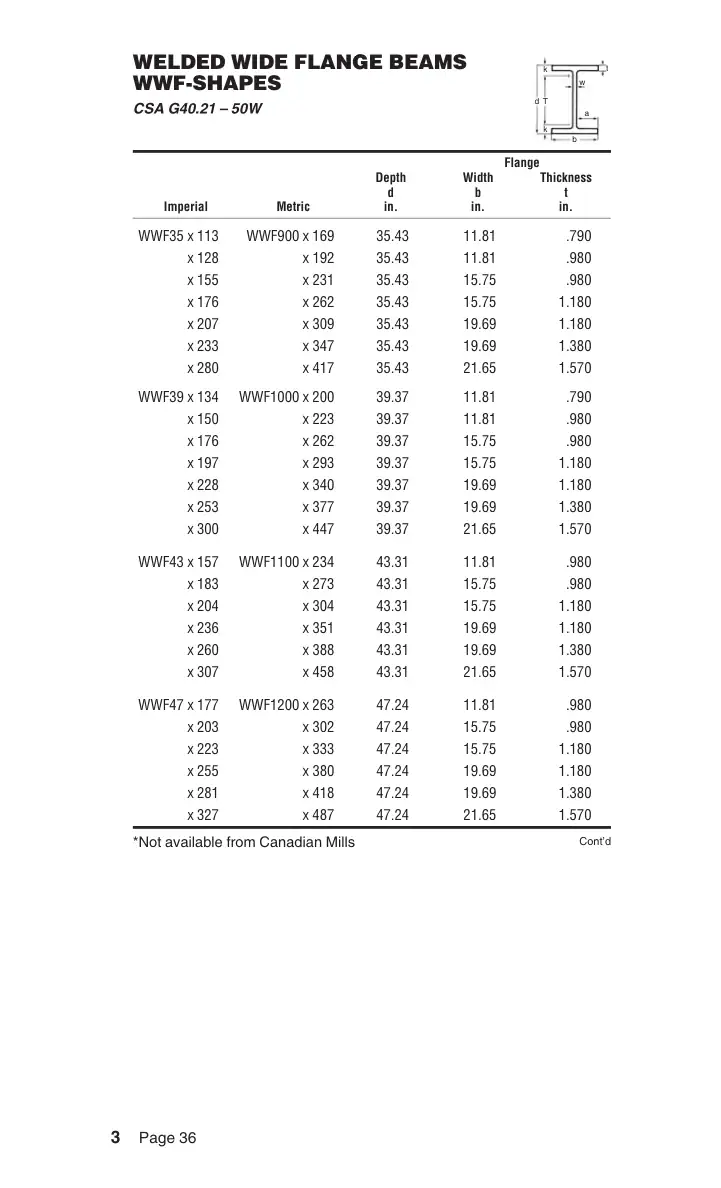 WELDED WIDE FLANGE BEAMS
WWF-SHAPES
CSA G40.21 – 50W
k
w
d T
a
k
b
Flange
Depth Width Thickness
d b t
Imperial Metric in. in. in.
WWF35 x 113 WWF900 x 169 35.43 11.81 .790
x 128 x 192 35.43 11.81 .980
x 155 x 231 35.43 15.75 .980
x 176 x 262 35.43 15.75 1.180
x 207 x 309 35.43 19.69 1.180
x 233 x 347 35.43 19.69 1.380
x 280 x 417 35.43 21.65 1.570
WWF39 x 134 WWF1000 x 200 39.37 11.81 .790
x 150 x 223 39.37 11.81 .980
x 176 x 262 39.37 15.75 .980
x 197 x 293 39.37 15.75 1.180
x 228 x 340 39.37 19.69 1.180
x 253 x 377 39.37 19.69 1.380
x 300 x 447 39.37 21.65 1.570
WWF43 x 157 WWF1100 x 234 43.31 11.81 .980
x 183 x 273 43.31 15.75 .980
x 204 x 304 43.31 15.75 1.180
x 236 x 351 43.31 19.69 1.180
x 260 x 388 43.31 19.69 1.380
x 307 x 458 43.31 21.65 1.570
WWF47 x 177 WWF1200 x 263 47.24 11.81 .980
x 203 x 302 47.24 15.75 .980
x 223 x 333 47.24 15.75 1.180
x 255 x 380 47.24 19.69 1.180
x 281 x 418 47.24 19.69 1.380
x 327 x 487 47.24 21.65 1.570
*Not available from Canadian Mills Cont'd
3 Page 36